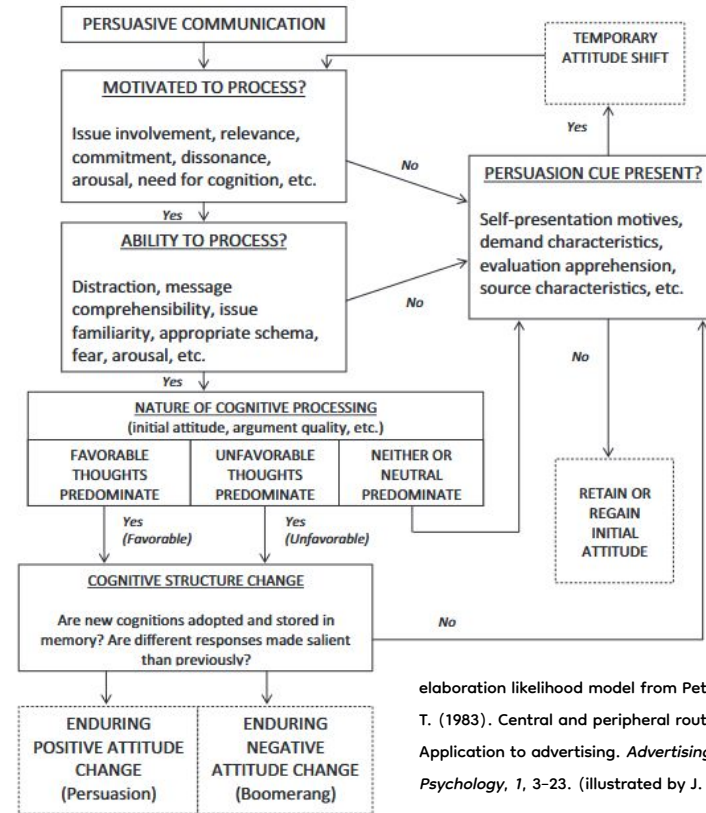 PERSUASIVE COMMUNICATION
TEMPORARY
ATTITUDE SHIFT
MOTIVATED TO PROCESS?
Issue involvement, relevance,
commitment, dissonance,
arousal, need for cognition, etc.
No
Yes
Yes
PERSUASION CUE PRESENT?
Self-presentation motives,
demand characteristics,
evaluation apprehension,
source characteristics, etc.
ABILITY TO PROCESS?
Distraction, message
comprehensibility, issue
familiarity, appropriate schema,
fear, arousal, etc.
No
Yes
No
NATURE OF COGNITIVE PROCESSING
(initial attitude, argument quality, etc.)
FAVORABLE
THOUGHTS
PREDOMINATE
UNFAVORABLE
THOUGHTS
PREDOMINATE
NEITHER OR
NEUTRAL
PREDOMINATE
RETAIN OR
REGAIN
INITIAL
ATTITUDE
Yes
(Favorable)
Yes
(Unfavorable)
COGNITIVE STRUCTURE CHANGE
Are new cognitions adopted and stored in
memory? Are different responses made salient
than previously?
No
ENDURING
POSITIVE ATTITUDE
CHANGE
(Persuasion)
ENDURING
NEGATIVE
ATTITUDE CHANGE
(Boomerang)
elaboration likelihood model from Pet
T. (1983). Central and peripheral rout
Application to advertising. Advertising
Psychology, 1, 3–23. (illustrated by J.